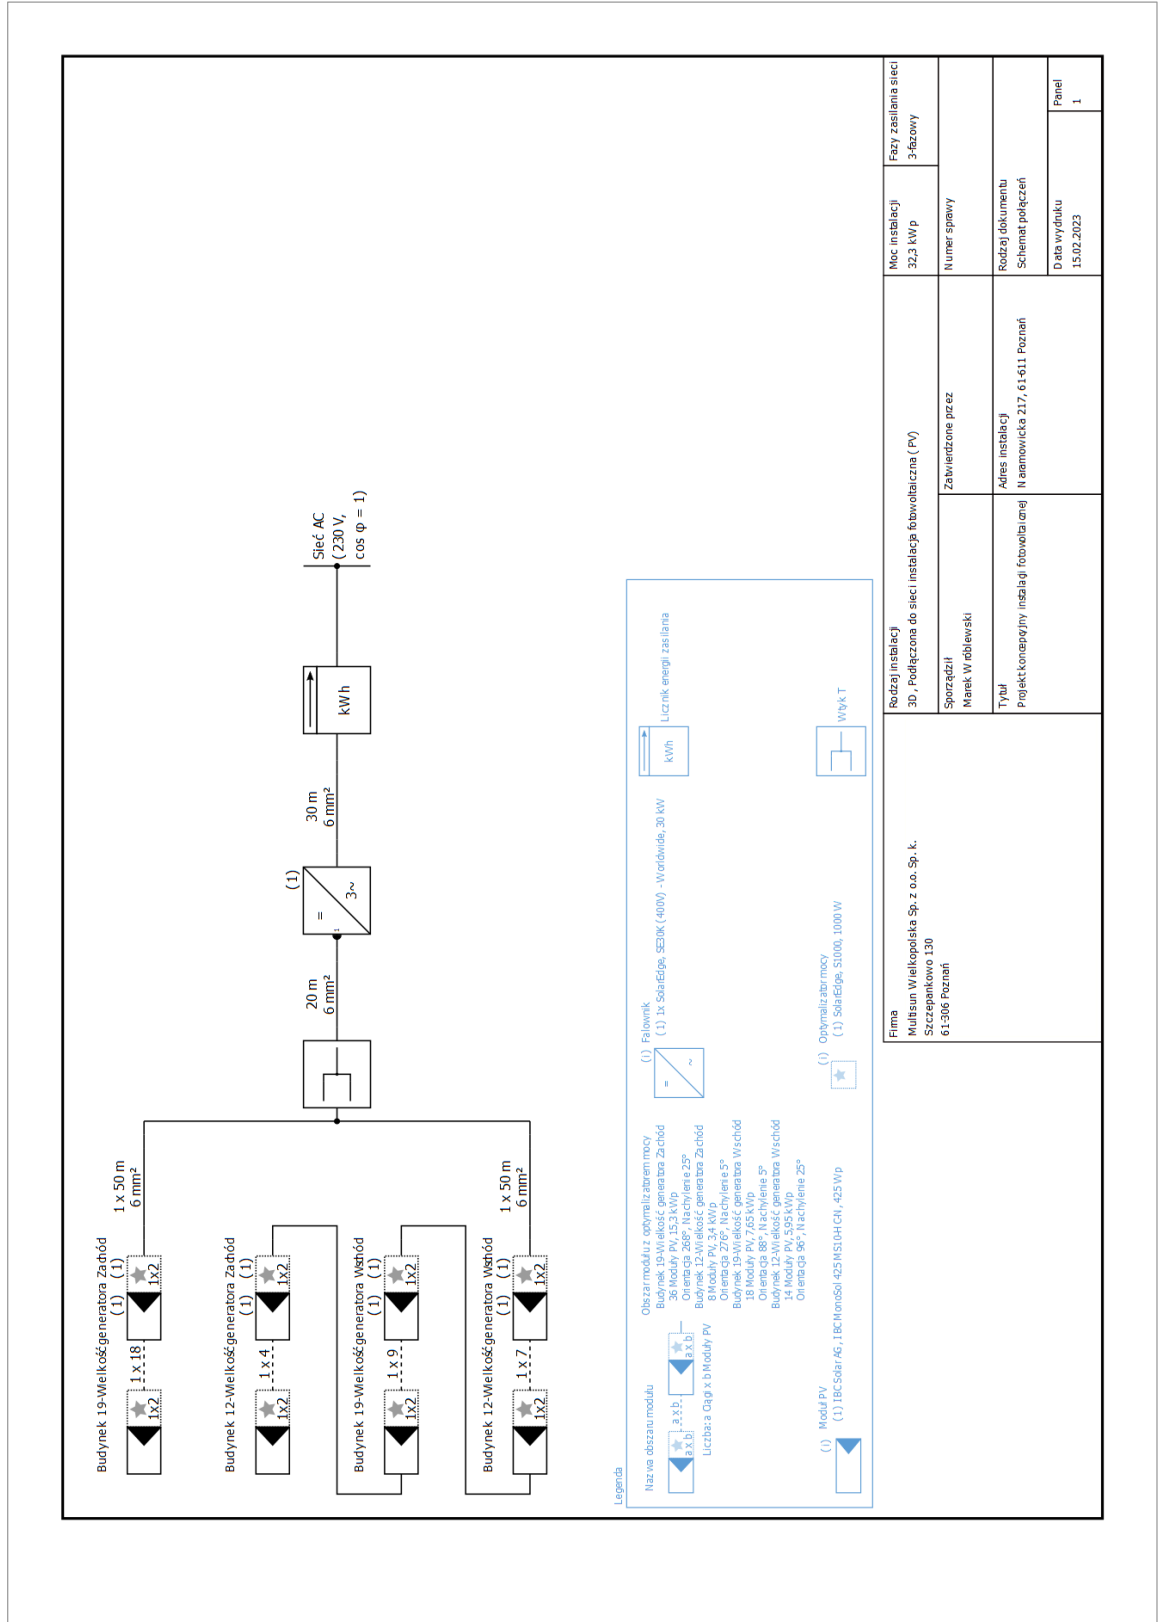 Budynek 19-Wielkość generatora Zachód
(1) (1)
1x2
1 x 18
1x2
1 x 50 m
6 mm²
Budynek 12-Wielkość generatora Zachód
(1) (1)
1x2
1 x 4
1x2
Budynek 19-Wielkość generatora Wschód
(1) (1)
1x2
1 x 9
1x2
Budynek 12-Wielkość generatora Wschód
(1) (1)
1x2
1 x 7
1x2
1 x 50 m
6 mm²
20 m
6 mm²
(1)
=
1
3~
30 m
6 mm²
kWh
Sieć AC
(230 V,
cos φ = 1)
Legenda
Nazwa obszaru modułu
a x b
a x b
a x b
Liczba: a Ciągi x b Moduły PV
Obszar modułu z optymalizatorem mocy
Budynek 19-Wielkość generatora Zachód
36 Moduły PV, 15,3 kWp
Orientacja 268°, Nachylenie 25°
Budynek 12-Wielkość generatora Zachód
8 Moduły PV, 3,4 kWp
Orientacja 276°, Nachylenie 5°
Budynek 19-Wielkość generatora Wschód
18 Moduły PV, 7,65 kWp
Orientacja 88°, Nachylenie 5°
Budynek 12-Wielkość generatora Wschód
14 Moduły PV, 5,95 kWp
Orientacja 96°, Nachylenie 25°
(i) Falownik
(1) 1x SolarEdge, SE30K (400V) - Worldwide, 30 kW
=
~
kWh
Licznik energii zasilania
(i) Moduł PV
(1) IBC Solar AG, IBC MonoSol 425 MS10-HC-N, 425 Wp
(i) Optymalizator mocy
(1) SolarEdge, S1000, 1000 W
Wtyk T
Firma
Multisun Wielkopolska Sp. z o.o. Sp. k.
Szczepankowo 130
61-306 Poznań
Rodzaj instalacji
3D, Podłączona do sieci instalacja fotowoltaiczna (PV)
Moc instalacji
32,3 kWp
Fazy zasilania sieci
3-fazowy
Sporządził
Marek Wróblewski
Zatwierdzone przez
Numer sprawy
Tytuł
Projekt koncepcyjny instalacji fotowoltaicznej
Adres instalacji
Naramowicka 217, 61-611 Poznań
Rodzaj dokumentu
Schemat połączeń
Data wydruku
15.02.2023
Panel
1